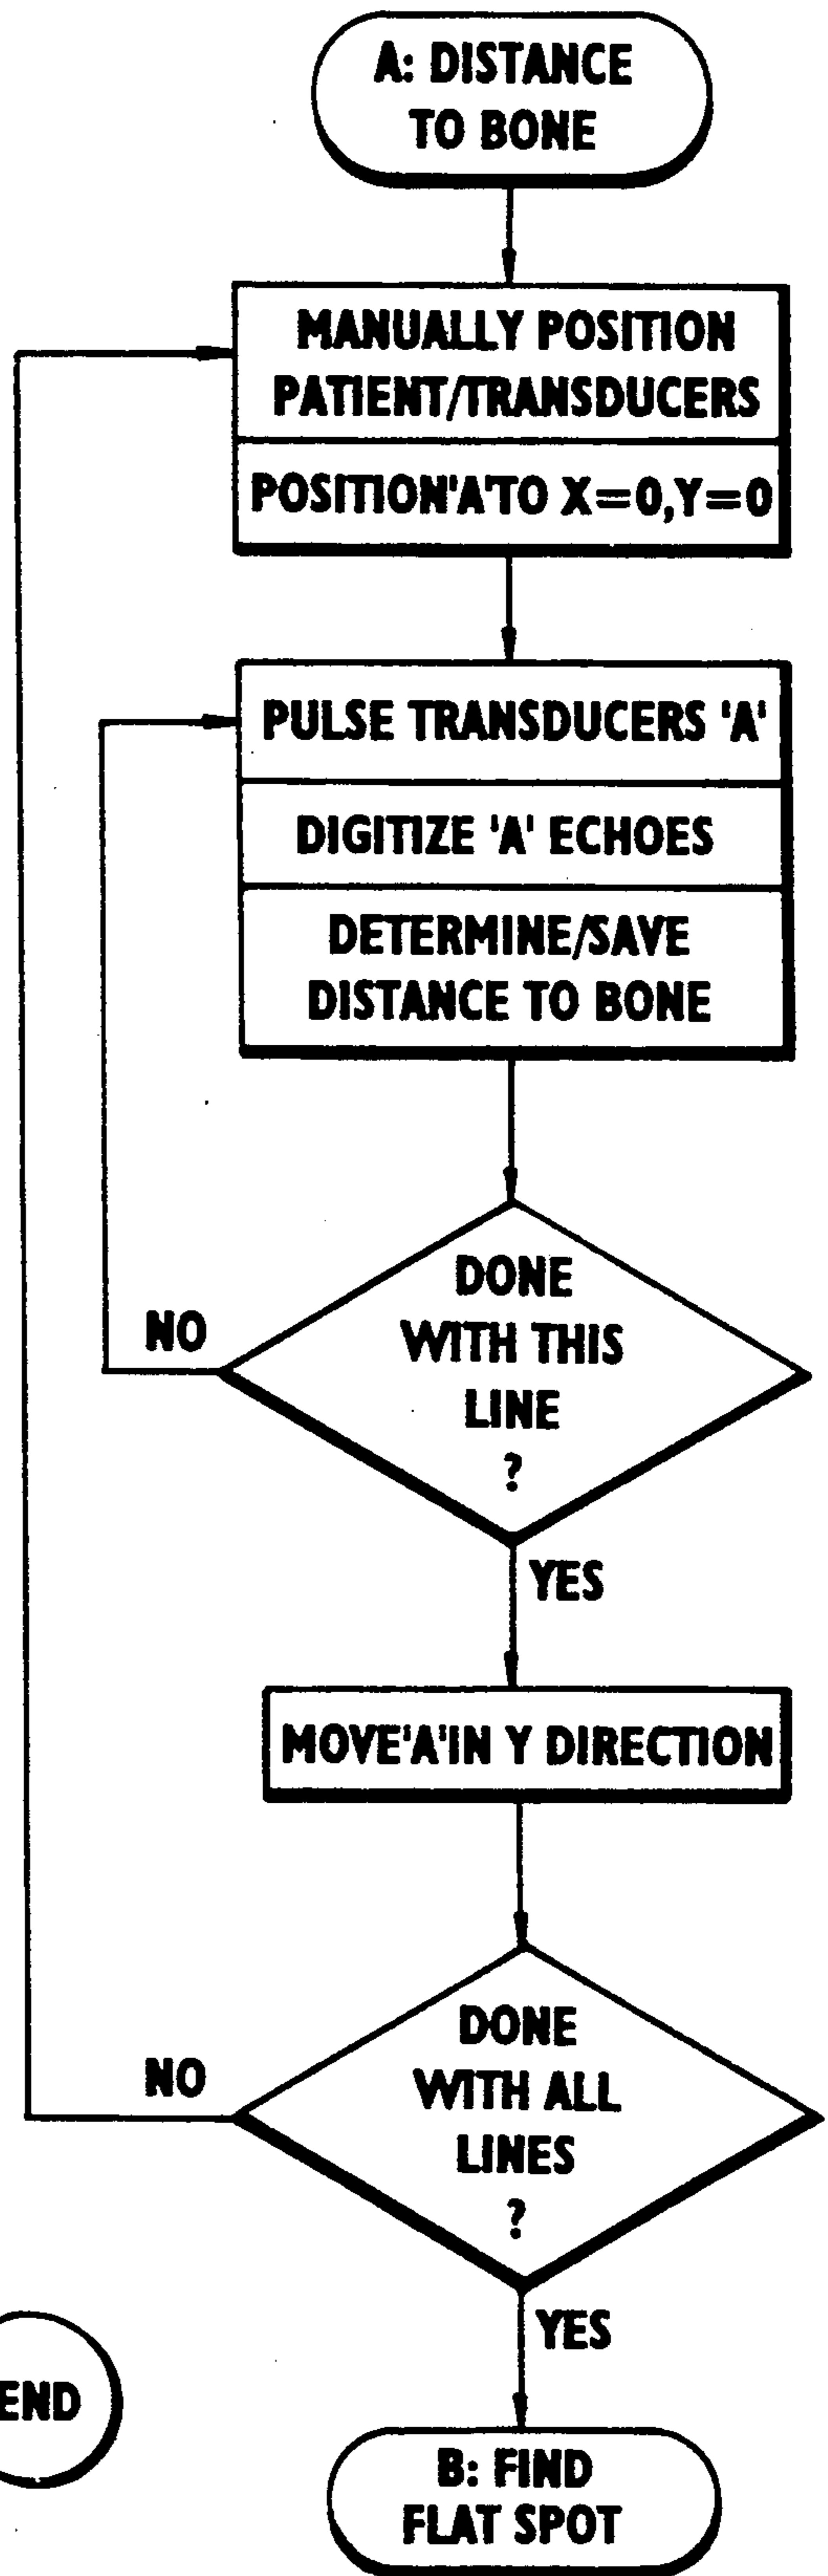 A: DISTANCE
TO BONE
MANUALLY POSITION
PATIENT/TRANSDUCERS
POSITION'A'TO X=0,Y=0
PULSE TRANSDUCERS 'A'
DIGITIZE 'A' ECHOES
DETERMINE/SAVE
DISTANCE TO BONE
DONE
WITH THIS
LINE
?
NO
YES
MOVE'A'IN Y DIRECTION
DONE
WITH ALL
LINES
?
NO
YES
END
B: FIND
FLAT SPOT